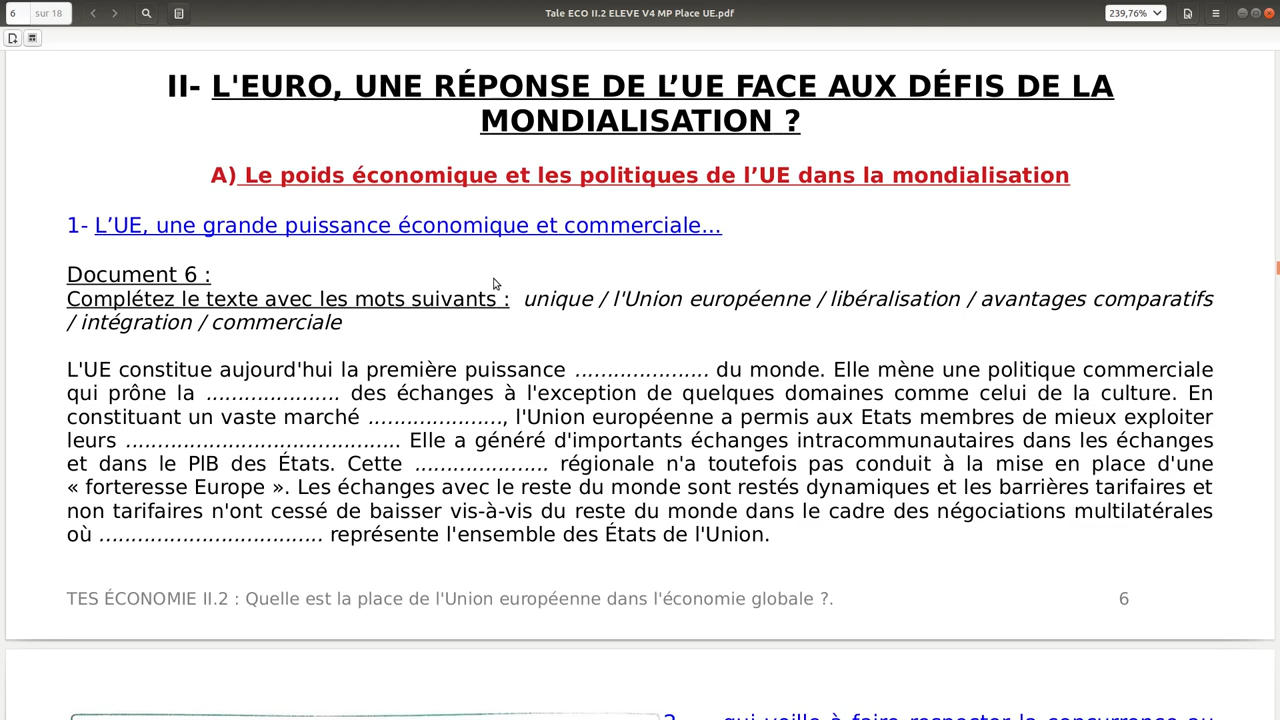 6 sur 18
Tale ECO II.2 ELEVE V4 MP Place UE.pdf
239,76%
II- L'EURO, UNE RÉPONSE DE L’UE FACE AUX DÉFIS DE LA
MONDIALISATION ?
A) Le poids économique et les politiques de l’UE dans la mondialisation
1- L’UE, une grande puissance économique et commerciale...
Document 6 :
Complétez le texte avec les mots suivants : unique / l'Union européenne / libéralisation / avantages comparatifs
/ intégration / commerciale
L'UE constitue aujourd'hui la première puissance ..................... du monde. Elle mène une politique commerciale
qui prône la ..................... des échanges à l'exception de quelques domaines comme celui de la culture. En
constituant un vaste marché ....................., l'Union européenne a permis aux Etats membres de mieux exploiter
leurs ........................................... Elle a généré d'importants échanges intracommunautaires dans les échanges
et dans le PIB des États. Cette ..................... régionale n'a toutefois pas conduit à la mise en place d'une
« forteresse Europe ». Les échanges avec le reste du monde sont restés dynamiques et les barrières tarifaires et
non tarifaires n'ont cessé de baisser vis-à-vis du reste du monde dans le cadre des négociations multilatérales
où ................................... représente l'ensemble des États de l'Union.
TES ÉCONOMIE II.2 : Quelle est la place de l'Union européenne dans l'économie globale ?. 6
2- ... qui veille à faire respecter la concurrence au